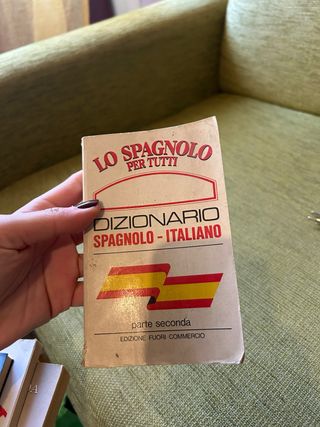 LO SPAGNOLO
PER TUTTI
DIZIONARIO
SPAGNOLO - ITALIANO
parte seconda
EDIZIONE FUORI COMMERCIO